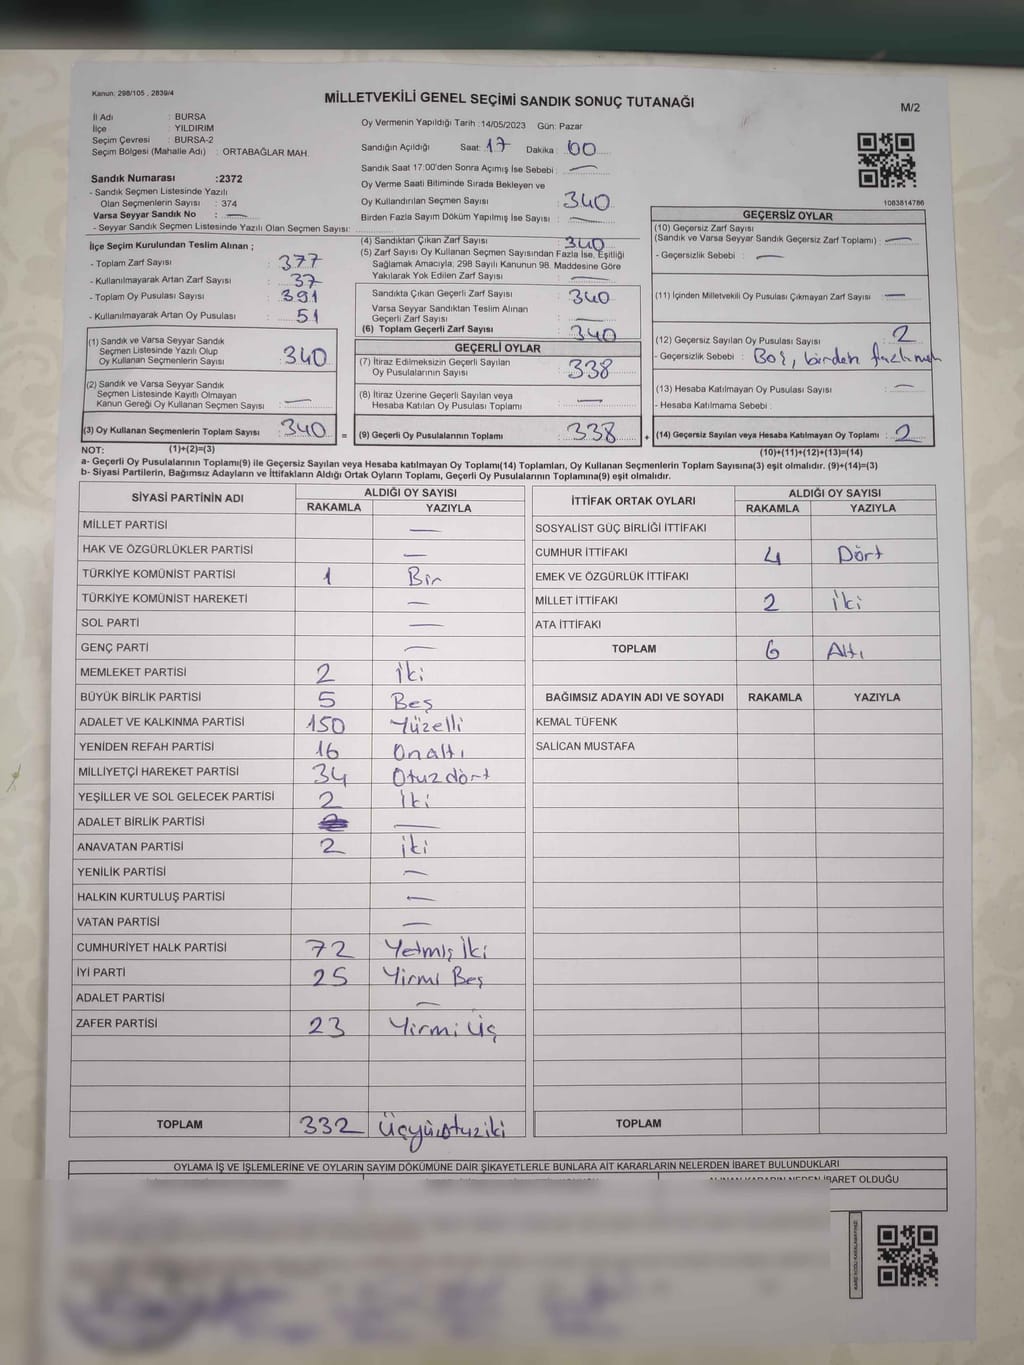 Kanun: 298/105 , 2839/4
MİLLETVEKİLİ GENEL SEÇİMİ SANDIK SONUÇ TUTANAĞI
M/2
İl Adı : BURSA
İlçe : YILDIRIM
Seçim Çevresi : BURSA-2
Seçim Bölgesi (Mahalle Adı) : ORTABAĞLAR MAH.
Sandık Numarası :2372
- Sandık Seçmen Listesinde Yazılı
Olan Seçmenlerin Sayısı : 374
Varsa Seyyar Sandık No : —
- Seyyar Sandık Seçmen Listesinde Yazılı Olan Seçmen Sayısı:
Oy Vermenin Yapıldığı Tarih :14/05/2023 Gün: Pazar
Sandığın Açıldığı Saat: 17 Dakika : 00
Sandık Saat 17:00'den Sonra Açımış İse Sebebi : —
Oy Verme Saati Bitiminde Sırada Bekleyen ve
Oy Kullandırılan Seçmen Sayısı : 340
Birden Fazla Sayım Döküm Yapılmış İse Sayısı : —
1083814786
İlçe Seçim Kurulundan Teslim Alınan ;
- Toplam Zarf Sayısı : 377
- Kullanılmayarak Artan Zarf Sayısı : 37
- Toplam Oy Pusulası Sayısı : 391
- Kullanılmayarak Artan Oy Pusulası : 51
(1) Sandık ve Varsa Seyyar Sandık
Seçmen Listesinde Yazılı Olup
Oy Kullanan Seçmenlerin Sayısı : 340
(2) Sandık ve Varsa Seyyar Sandık
Seçmen Listesinde Kayıtlı Olmayan
Kanun Gereği Oy Kullanan Seçmen Sayısı : —
(3) Oy Kullanan Seçmenlerin Toplam Sayısı : 340 =
(4) Sandıktan Çıkan Zarf Sayısı : 340
(5) Zarf Sayısı Oy Kullanan Seçmen Sayısından Fazla İse, Eşitliği
Sağlamak Amacıyla, 298 Sayılı Kanunun 98. Maddesine Göre
Yakılarak Yok Edilen Zarf Sayısı : —
Sandıkta Çıkan Geçerli Zarf Sayısı : 340
Varsa Seyyar Sandıktan Teslim Alınan
Geçerli Zarf Sayısı : —
(6) Toplam Geçerli Zarf Sayısı : 340
GEÇERLİ OYLAR
(7) İtiraz Edilmeksizin Geçerli Sayılan
Oy Pusulalarının Sayısı : 338
(8) İtiraz Üzerine Geçerli Sayılan veya
Hesaba Katılan Oy Pusulası Toplamı : —
(9) Geçerli Oy Pusulalarının Toplamı : 338 +
GEÇERSİZ OYLAR
(10) Geçersiz Zarf Sayısı
(Sandık ve Varsa Seyyar Sandık Geçersiz Zarf Toplamı) : —
- Geçersizlik Sebebi : —
(11) İçinden Milletvekili Oy Pusulası Çıkmayan Zarf Sayısı : —
(12) Geçersiz Sayılan Oy Pusulası Sayısı : 2
- Geçersizlik Sebebi : Boş, birden
(13) Hesaba Katılmayan Oy Pusulası Sayısı : —
- Hesaba Katılmama Sebebi :
(14) Geçersiz Sayılan veya Hesaba Katılmayan Oy Toplamı : 2
NOT: (1)+(2)=(3) (10)+(11)+(12)+(13)=(14)
a- Geçerli Oy Pusulalarının Toplamı(9) ile Geçersiz Sayılan veya Hesaba katılmayan Oy Toplamı(14) Toplamları, Oy Kullanan Seçmenlerin Toplam Sayısına(3) eşit olmalıdır. (9)+(14)=(3)
b- Siyasi Partilerin, Bağımsız Adayların ve İttifakların Aldığı Ortak Oyların Toplamı, Geçerli Oy Pusulalarının Toplamına(9) eşit olmalıdır.
SİYASİ PARTİNİN ADI ALDIĞI OY SAYISI
RAKAMLA YAZIYLA
MİLLET PARTİSİ —
HAK VE ÖZGÜRLÜKLER PARTİSİ —
TÜRKİYE KOMÜNİST PARTİSİ 1 Bir
TÜRKİYE KOMÜNİST HAREKETİ —
SOL PARTİ —
GENÇ PARTİ —
MEMLEKET PARTİSİ 2 İki
BÜYÜK BİRLİK PARTİSİ 5 Beş
ADALET VE KALKINMA PARTİSİ 150 Yüzelli
YENİDEN REFAH PARTİSİ 16 Onaltı
MİLLİYETÇİ HAREKET PARTİSİ 34 Otuzdört
YEŞİLLER VE SOL GELECEK PARTİSİ 2 İki
ADALET BİRLİK PARTİSİ —
ANAVATAN PARTİSİ 2 İki
YENİLİK PARTİSİ —
HALKIN KURTULUŞ PARTİSİ —
VATAN PARTİSİ —
CUMHURİYET HALK PARTİSİ 72 Yetmiş İki
İYİ PARTİ 25 Yirmi Beş
ADALET PARTİSİ —
ZAFER PARTİSİ 23 Yirmi Üç
TOPLAM 332 Üçyüzotuziki
İTTİFAK ORTAK OYLARI ALDIĞI OY SAYISI
RAKAMLA YAZIYLA
SOSYALİST GÜÇ BİRLİĞİ İTTİFAKI
CUMHUR İTTİFAKI 4 Dört
EMEK VE ÖZGÜRLÜK İTTİFAKI
MİLLET İTTİFAKI 2 İki
ATA İTTİFAKI
TOPLAM 6 Altı
BAĞIMSIZ ADAYIN ADI VE SOYADI RAKAMLA YAZIYLA
KEMAL TÜFENK
SALİCAN MUSTAFA
TOPLAM
OYLAMA İŞ VE İŞLEMLERİNE VE OYLARIN SAYIM DÖKÜMÜNE DAİR ŞİKAYETLERLE BUNLARA AİT KARARLARIN NELERDEN İBARET BULUNDUKLARI
İBARET OLDUĞU